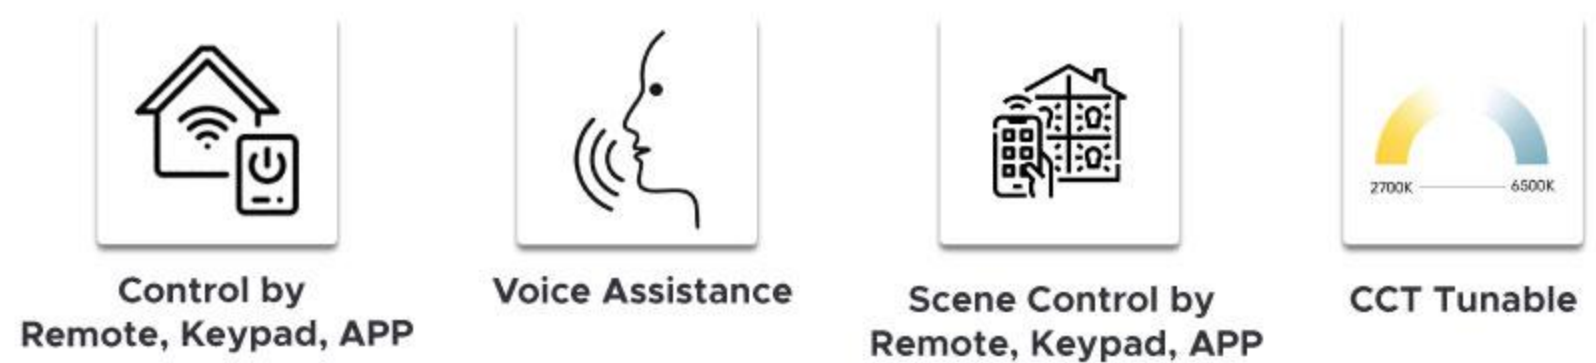 Control by
Remote, Keypad, APP
Voice Assistance
Scene Control by
Remote, Keypad, APP
2700K
6500K
CCT Tunable